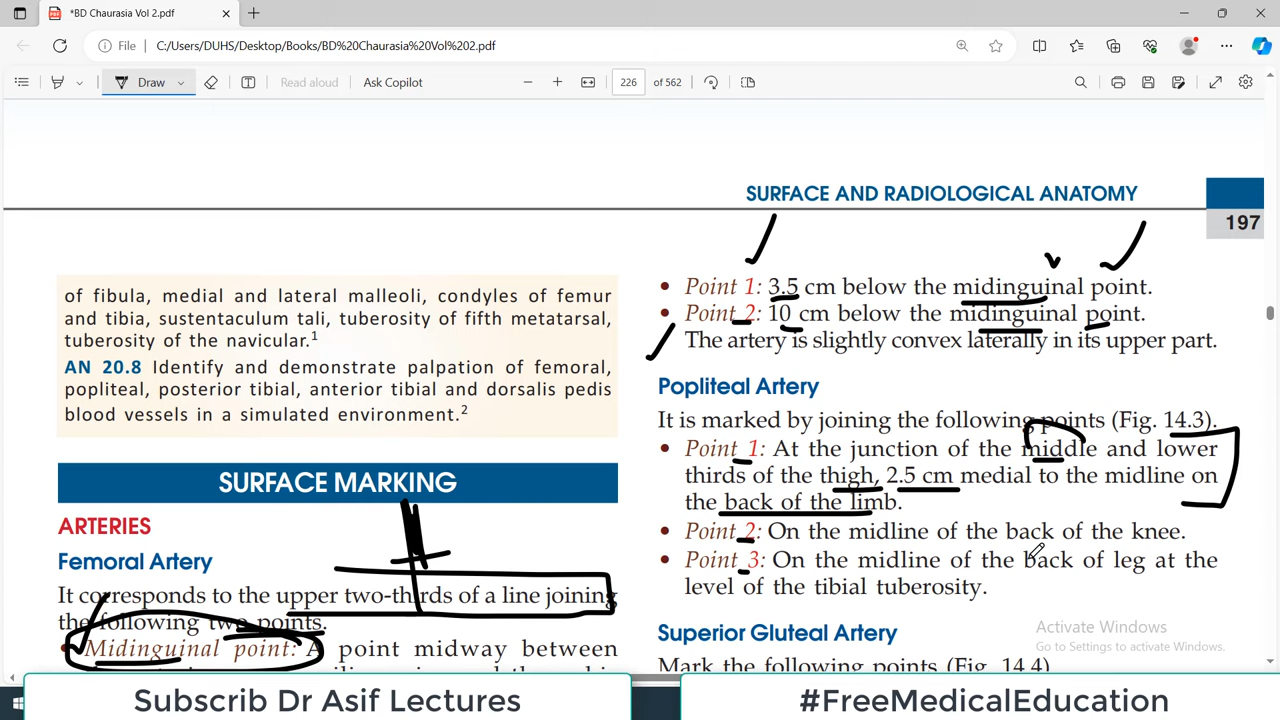 *BD Chaurasia Vol 2.pdf
File C:/Users/DUHS/Desktop/Books/BD%20Chaurasia%20Vol%202.pdf
Draw Read aloud Ask Copilot 226 of 562
SURFACE AND RADIOLOGICAL ANATOMY
197
of fibula, medial and lateral malleoli, condyles of femur
and tibia, sustentaculum tali, tuberosity of fifth metatarsal,
tuberosity of the navicular.1
AN 20.8 Identify and demonstrate palpation of femoral,
popliteal, posterior tibial, anterior tibial and dorsalis pedis
blood vessels in a simulated environment.2
SURFACE MARKING
ARTERIES
Femoral Artery
It corresponds to the upper two-thirds of a line joining
the following two points.
• Midinguinal point: A point midway between
• Point 1: 3.5 cm below the midinguinal point.
• Point 2: 10 cm below the midinguinal point.
The artery is slightly convex laterally in its upper part.
Popliteal Artery
It is marked by joining the following points (Fig. 14.3).
• Point 1: At the junction of the middle and lower
thirds of the thigh, 2.5 cm medial to the midline on
the back of the limb.
• Point 2: On the midline of the back of the knee.
• Point 3: On the midline of the back of leg at the
level of the tibial tuberosity.
Superior Gluteal Artery
Mark the following points (Fig. 14.4)
Activate Windows
Go to Settings to activate Windows.
Subscrib Dr Asif Lectures
#FreeMedicalEducation